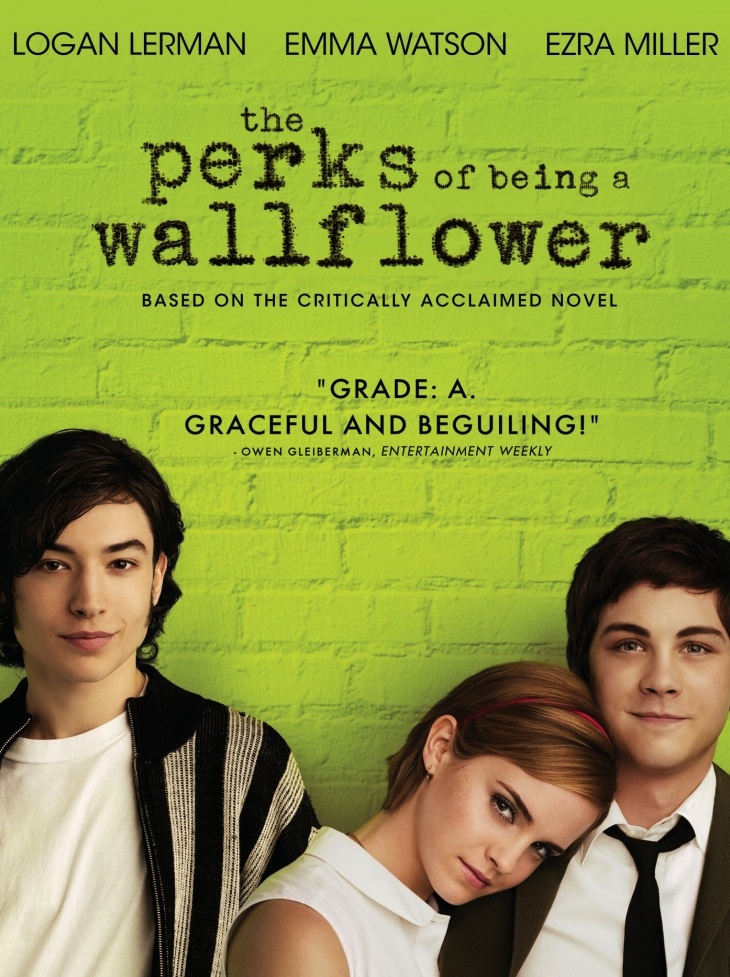 LOGAN LERMAN EMMA WATSON EZRA MILLER
the
perks of being a
wallflower
BASED ON THE CRITICALLY ACCLAIMED NOVEL
"GRADE: A.
GRACEFUL AND BEGUILING!"
- OWEN GLEIBERMAN, ENTERTAINMENT WEEKLY